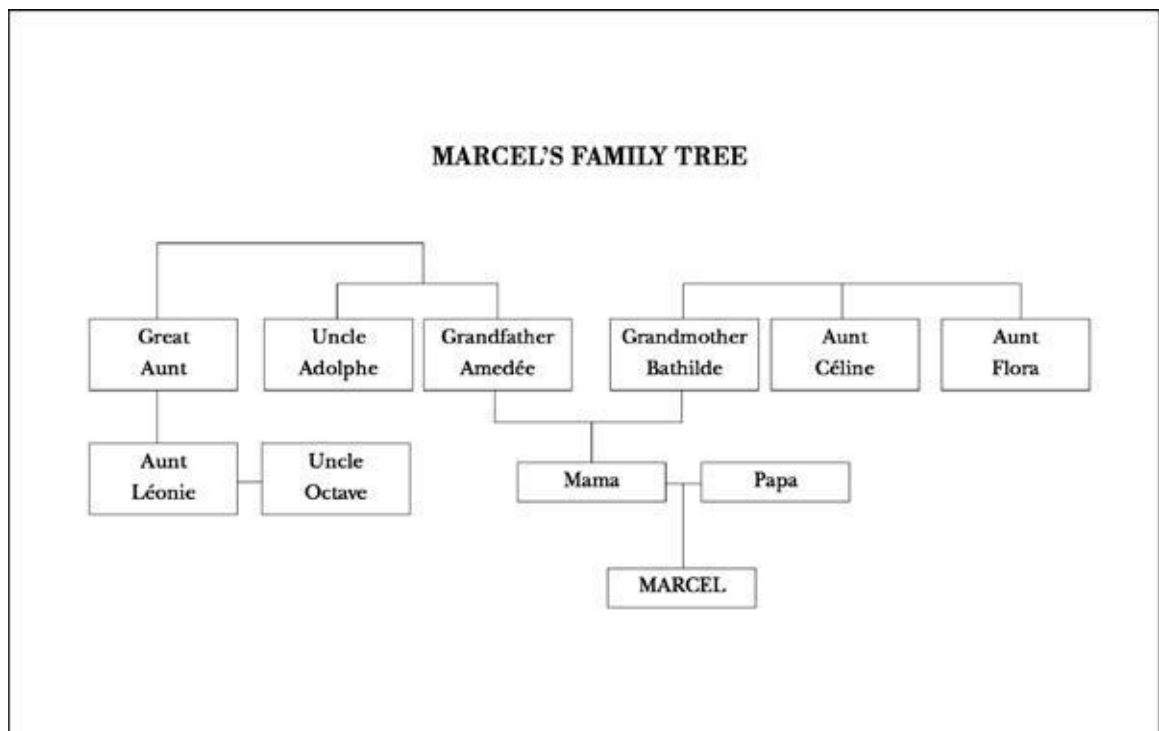 MARCEL'S FAMILY TREE
Great
Aunt
Uncle
Adolphe
Grandfather
Amedée
Grandmother
Bathilde
Aunt
Céline
Aunt
Flora
Aunt
Léonie
Uncle
Octave
Mama
Papa
MARCEL